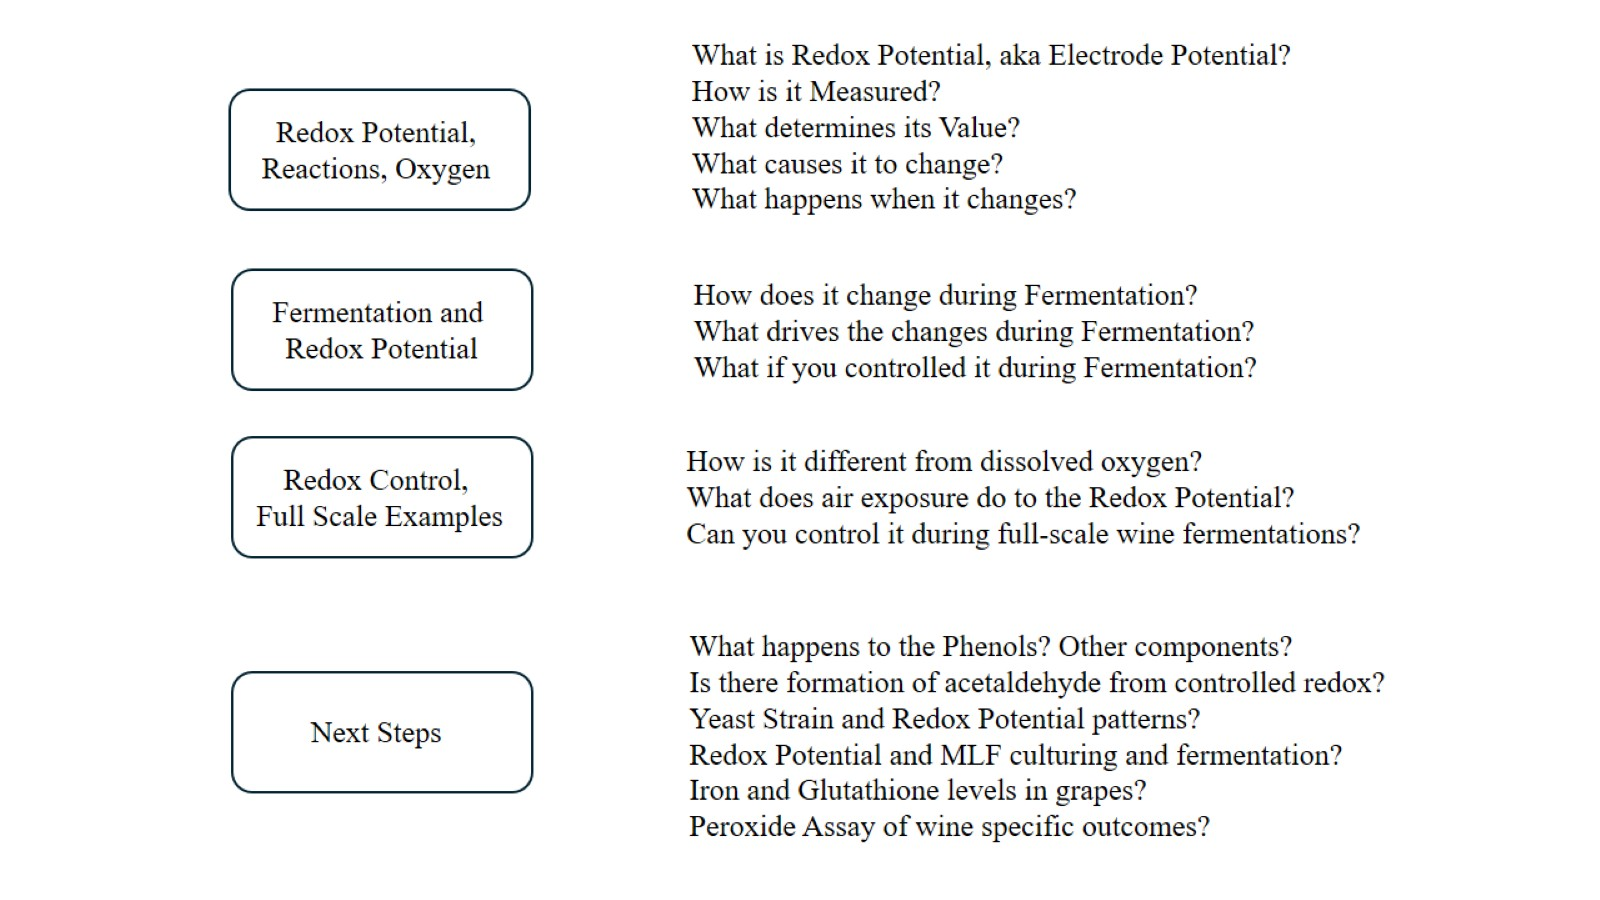 Redox Potential,
Reactions, Oxygen
What is Redox Potential, aka Electrode Potential?
How is it Measured?
What determines its Value?
What causes it to change?
What happens when it changes?
Fermentation and
Redox Potential
How does it change during Fermentation?
What drives the changes during Fermentation?
What if you controlled it during Fermentation?
Redox Control,
Full Scale Examples
How is it different from dissolved oxygen?
What does air exposure do to the Redox Potential?
Can you control it during full-scale wine fermentations?
Next Steps
What happens to the Phenols? Other components?
Is there formation of acetaldehyde from controlled redox?
Yeast Strain and Redox Potential patterns?
Redox Potential and MLF culturing and fermentation?
Iron and Glutathione levels in grapes?
Peroxide Assay of wine specific outcomes?